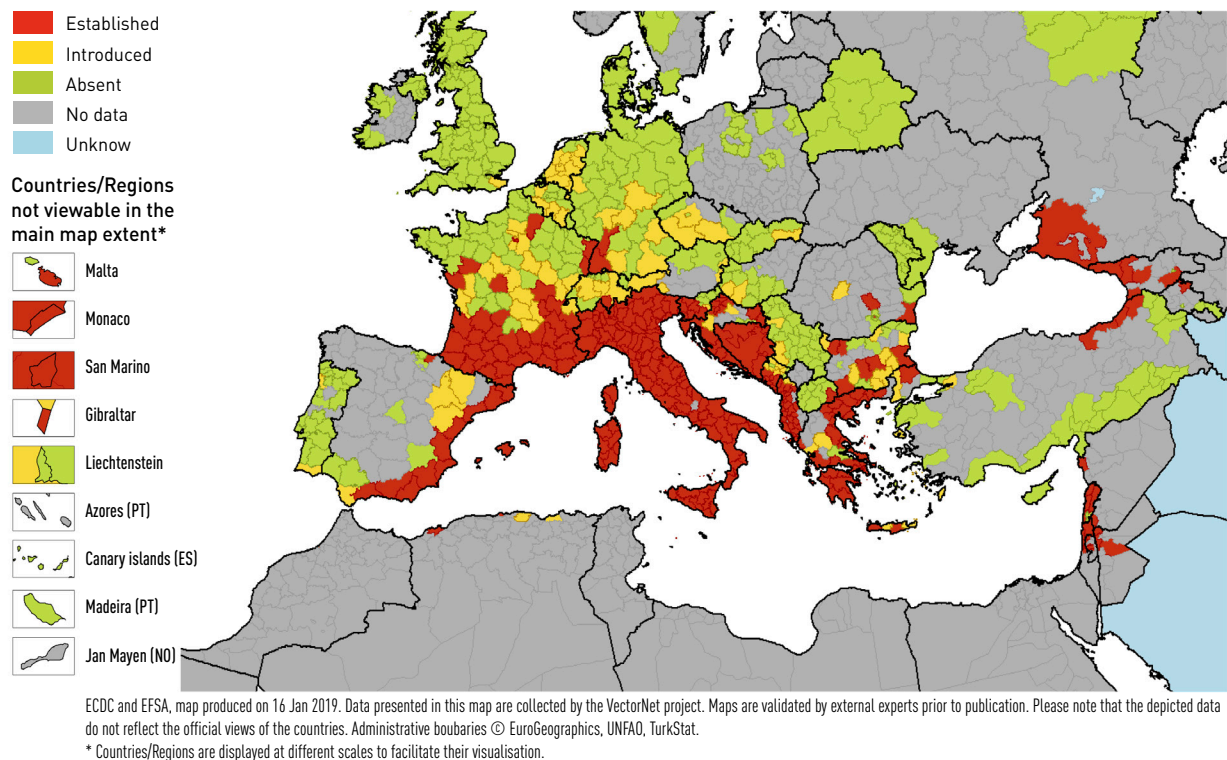 Established
Introduced
Absent
No data
Unknow
Countries/Regions
not viewable in the
main map extent*
Malta
Monaco
San Marino
Gibraltar
Liechtenstein
Azores (PT)
Canary islands (ES)
Madeira (PT)
Jan Mayen (NO)
ECDC and EFSA, map produced on 16 Jan 2019. Data presented in this map are collected by the VectorNet project. Maps are validated by external experts prior to publication. Please note that the depicted data
do not reflect the official views of the countries. Administrative boubaries © EuroGeographics, UNFAO, TurkStat.
* Countries/Regions are displayed at different scales to facilitate their visualisation.